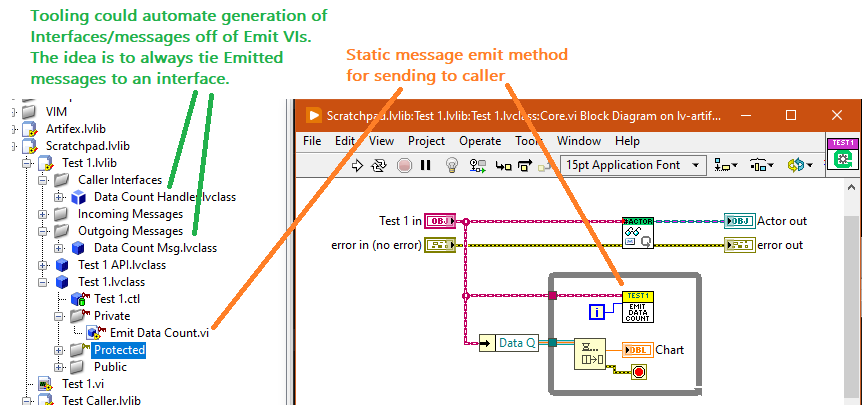 Tooling could automate generation of
Interfaces/messages off of Emit VIs.
The idea is to always tie Emitted
messages to an interface.
Static message emit method
for sending to caller
VIM
Artifex.lvlib
Scratchpad.lvlib
Test 1.lvlib
Caller Interfaces
Data Count Handler.lvclass
Incoming Messages
Outgoing Messages
Data Count Msg.lvclass
Test 1 API.lvclass
Test 1.lvclass
Test 1.ctl
Private
Emit Data Count.vi
Protected
Public
Test 1.vi
Test Caller.lvlib
Scratchpad.lvlib:Test 1.lvlib:Test 1.lvclass:Core.vi Block Diagram on lv-artif...
File Edit View Project Operate Tools Window Help
15pt Application Font
TEST1
Test 1 in
OBJ
ACTOR
OBJ
Actor out
error in (no error)
error out
TEST1
EMIT
DATA
COUNT
i
Data Q
DBL
Chart